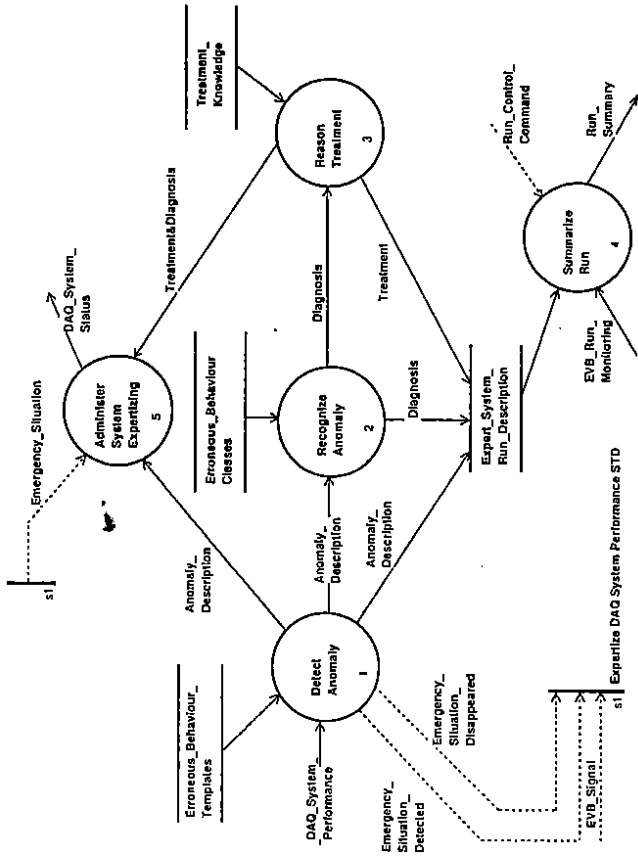 s1
Emergency_Situation
DAQ_System_
Status
Administer
System
Expertizing
5
Treatment&Diagnosis
Treatment_
Knowledge
Reason
Treatment
3
Anomaly_
Description
Erroneous_Behaviour
Classes
Diagnosis
Erroneous_Behaviour_
Templates
Detect
Anomaly
1
Anomaly_
Description
Recognize
Anomaly
2
Diagnosis
Treatment
DAQ_System_
Performance
Anomaly_
Description
Expert_System_
Run_Description
Run_Control_
Command
Emergency_
Situation_
Detected
Emergency_
Situation_
Disappeared
Summarize
Run
4
Run_
Summary
EVB_Run_
Monitoring
EVB_Signal
s1
Expertize DAQ System Performance STD